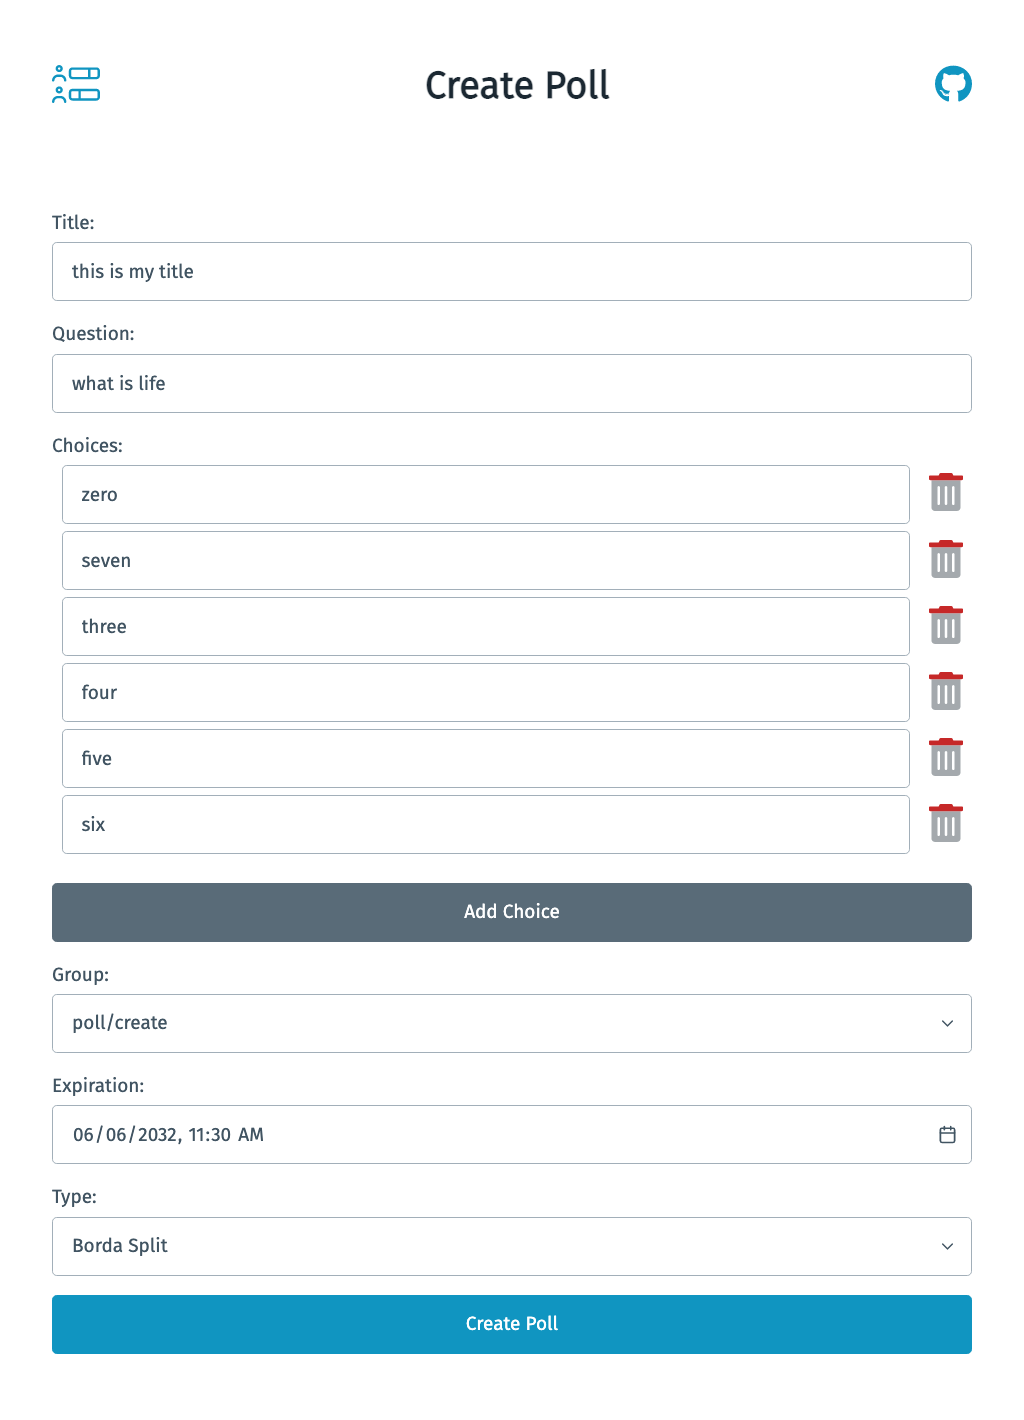 Create Poll
Title:
this is my title
Question:
what is life
Choices:
zero
seven
three
four
five
six
Add Choice
Group:
poll/create
Expiration:
06/06/2032, 11:30 AM
Type:
Borda Split
Create Poll